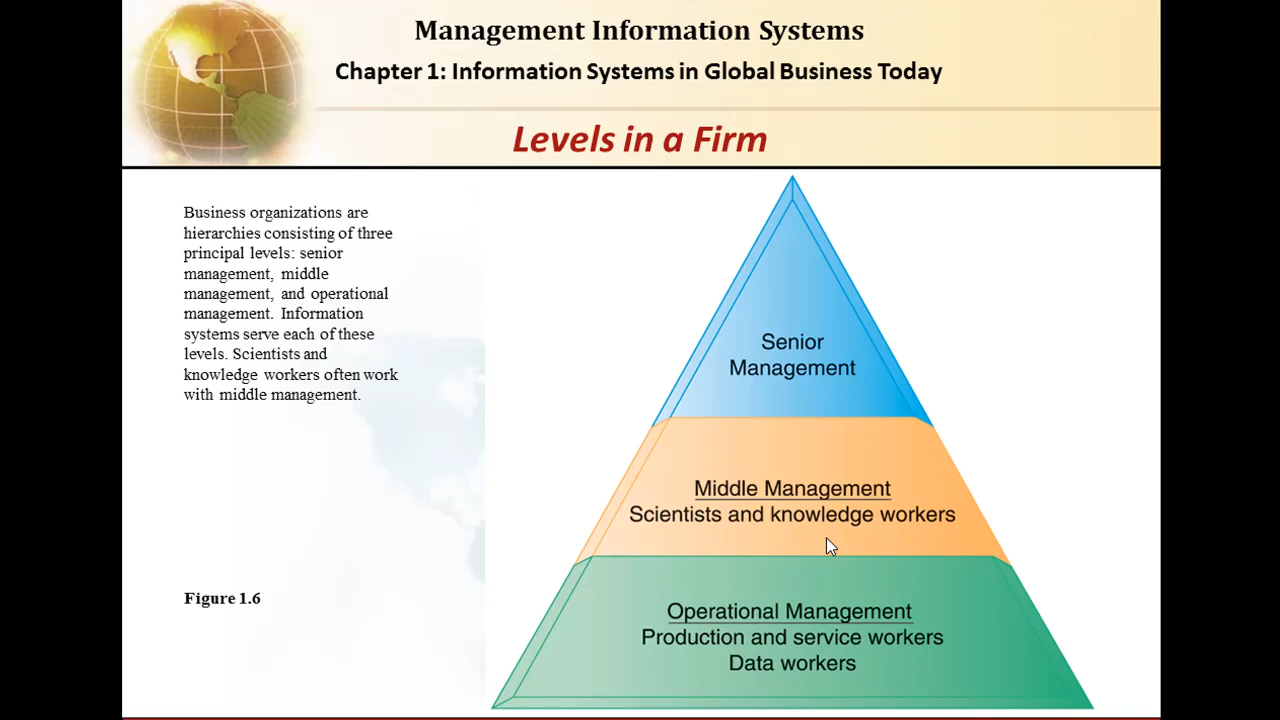 Management Information Systems
Chapter 1: Information Systems in Global Business Today
Levels in a Firm
Business organizations are
hierarchies consisting of three
principal levels: senior
management, middle
management, and operational
management. Information
systems serve each of these
levels. Scientists and
knowledge workers often work
with middle management.
Figure 1.6
Senior
Management
Middle Management
Scientists and knowledge workers
Operational Management
Production and service workers
Data workers